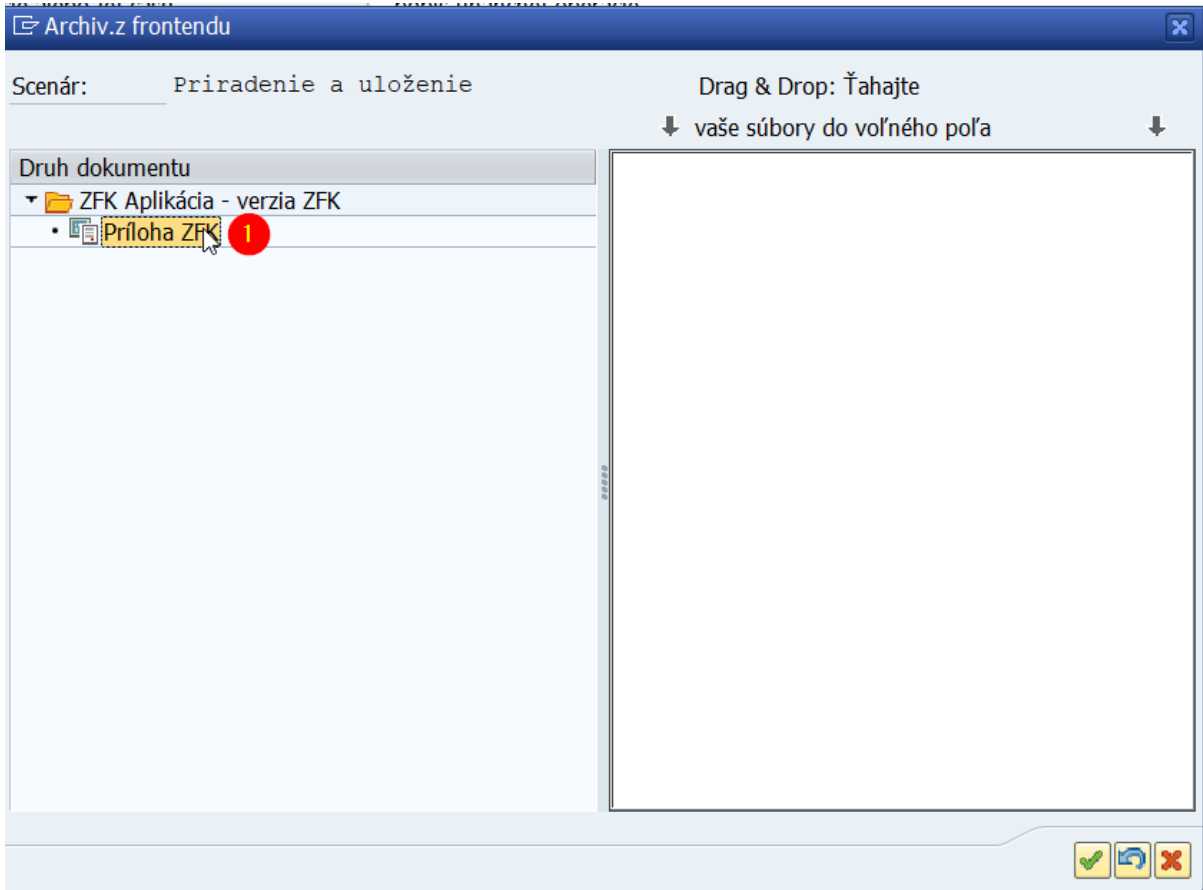 Archiv.z frontendu
Scenár: Priradenie a uloženie
Drag & Drop: Ťahajte
vaše súbory do voľného poľa
Druh dokumentu
ZFK Aplikácia - verzia ZFK
Príloha ZFK 1